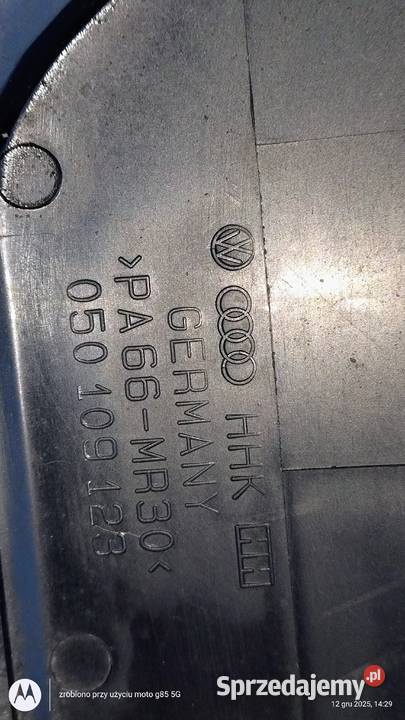 HHK
GERMANY
>PA66-MR30<
050 109 123
zrobiono przy użyciu moto g85 5G
Sprzedajemy.pl
12 gru 2025, 14:29